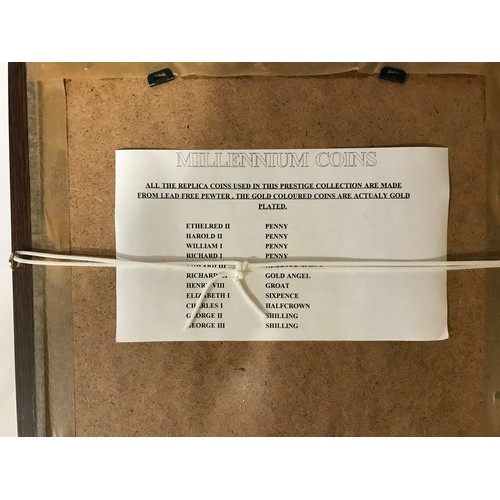 MILLENNIUM COINS
ALL THE REPLICA COINS USED IN THIS PRESTIGE COLLECTION ARE MADE
FROM LEAD FREE PEWTER . THE GOLD COLOURED COINS ARE ACTUALY GOLD
PLATED.
ETHELRED II PENNY
HAROLD II PENNY
WILLIAM I PENNY
RICHARD I PENNY
III
RICHARD GOLD ANGEL
HENRY VIII GROAT
ELIZABETH I SIXPENCE
CHARLES I HALFCROWN
GEORGE II SHILLING
GEORGE III SHILLING